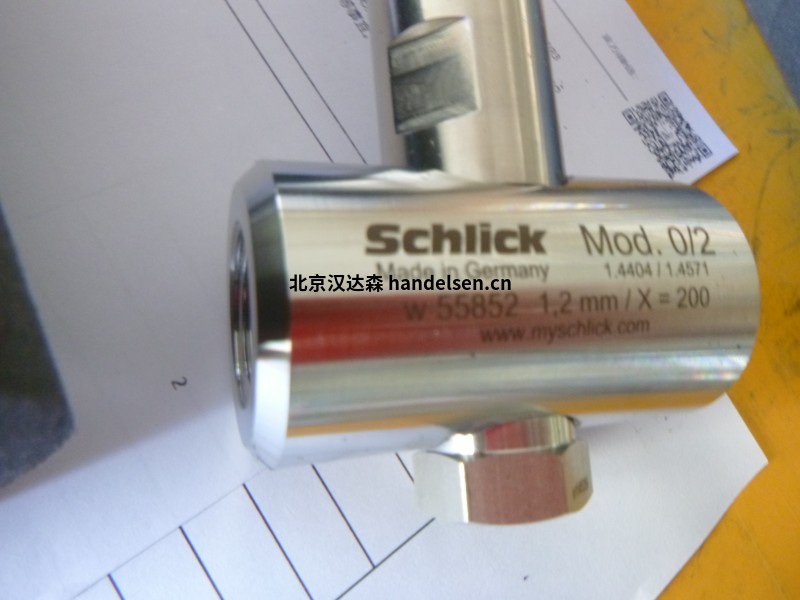 Schlick
Mod. 0/2
Made in Germany
1.4404 / 1.4571
北京汉达森 handelsen.cn
w 55852 1,2 mm / X = 200
www.myschlick.com
2